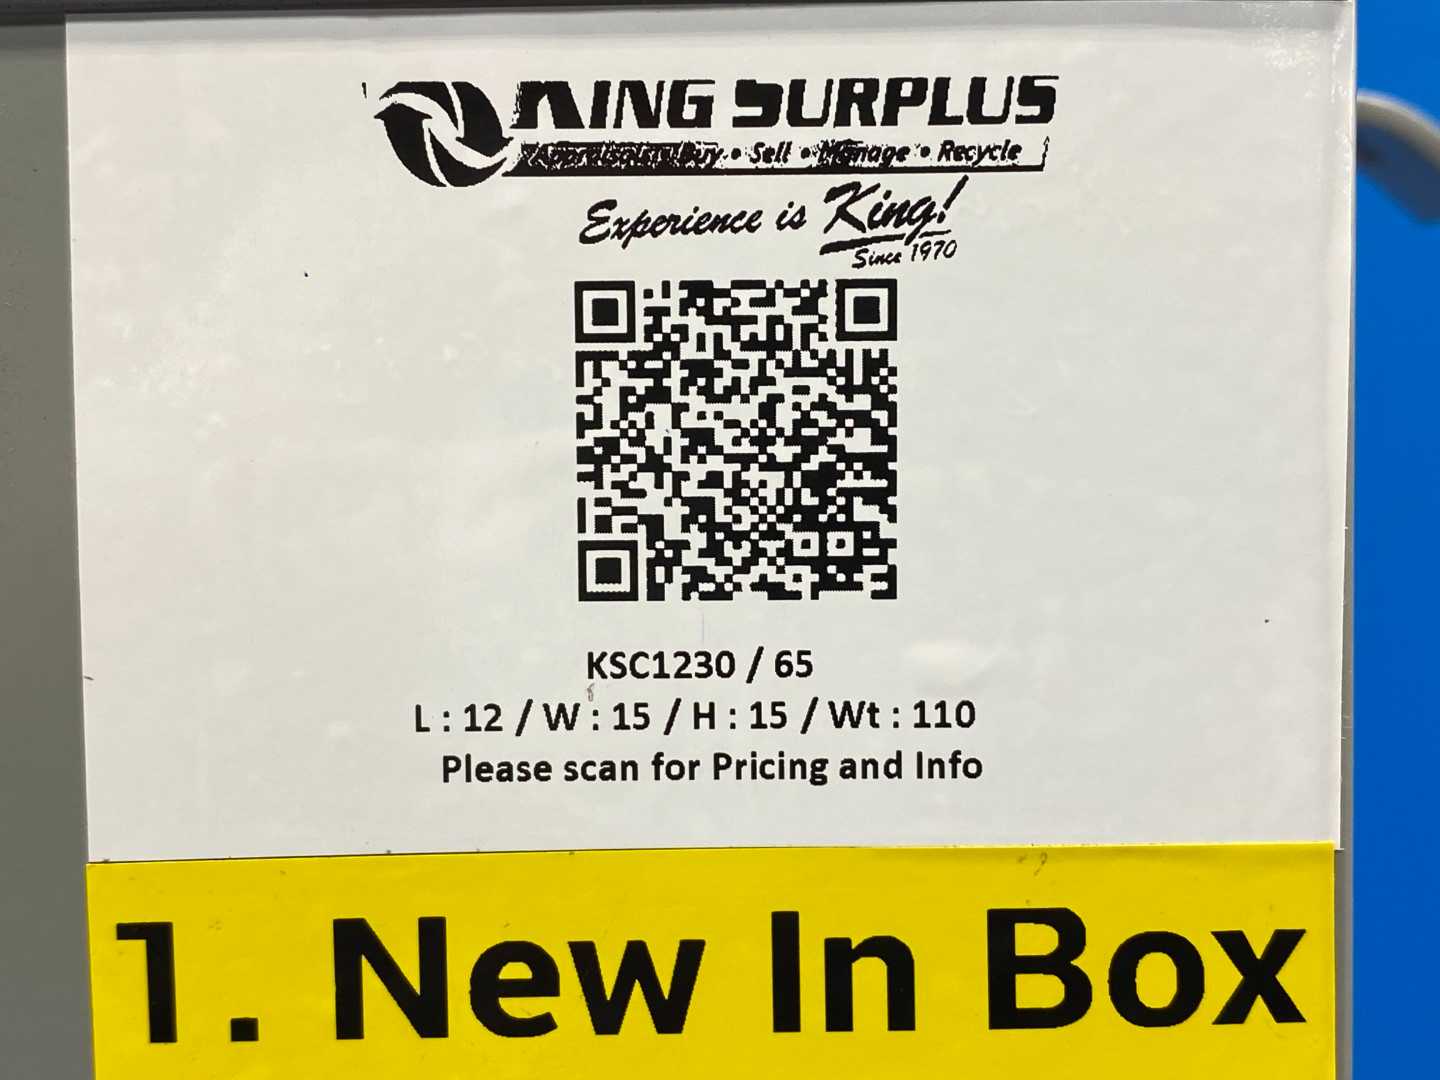 KING SURPLUS
Appraisals • Buy • Sell • Manage • Recycle
Experience is King!
Since 1970
KSC1230 / 65
L : 12 / W : 15 / H : 15 / Wt : 110
Please scan for Pricing and Info
1. New In Box